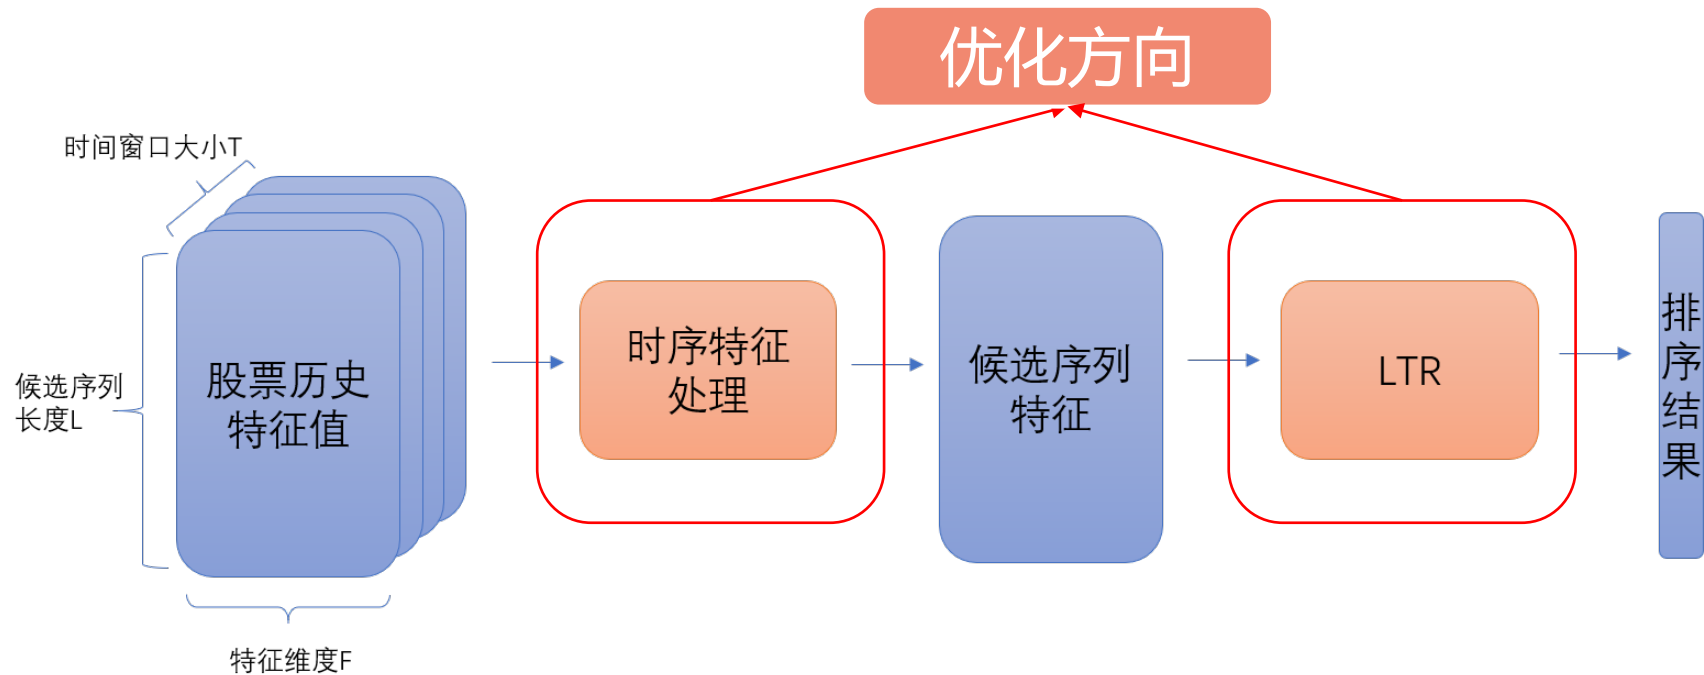 优化方向
时间窗口大小T
候选序列
长度L
股票历史
特征值
特征维度F
时序特征
处理
候选序列
特征
LTR
排
序
结
果